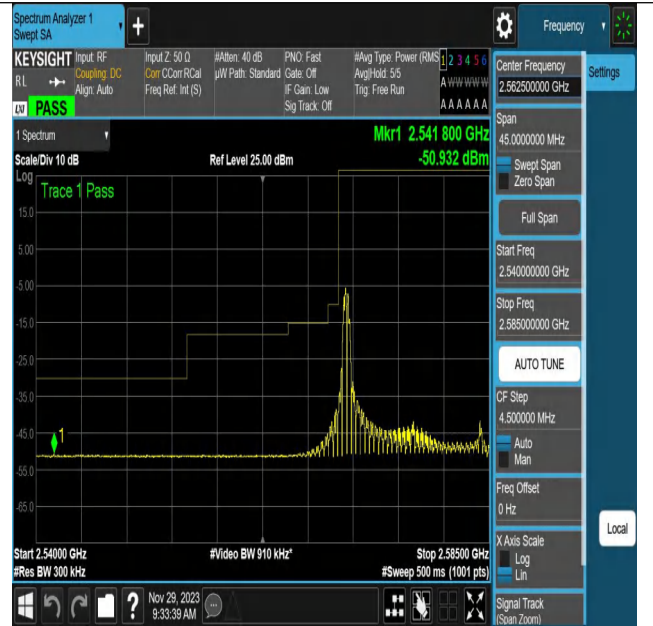 Spectrum Analyzer 1
Swept SA
Frequency
KEYSIGHT
RL
LXI PASS
Input: RF
Coupling: DC
Align: Auto
Input Z: 50 Ω
Corr CCorr RCal
Freq Ref: Int (S)
#Atten: 40 dB
µW Path: Standard
PNO: Fast
Gate: Off
IF Gain: Low
Sig Track: Off
#Avg Type: Power (RMS
Avg|Hold: 5/5
Trig: Free Run
1 2 3 4 5 6
A W W W W W
A A A A A A
1 Spectrum
Scale/Div 10 dB
Ref Level 25.00 dBm
Mkr1 2.541 800 GHz
-50.932 dBm
Log
Trace 1 Pass
15.0
5.00
-5.00
-15.0
-25.0
-35.0
-45.0
-55.0
-65.0
1
Start 2.54000 GHz
#Res BW 300 kHz
#Video BW 910 kHz*
Stop 2.58500 GHz
#Sweep 500 ms (1001 pts)
Center Frequency
2.562500000 GHz
Settings
Span
45.0000000 MHz
Swept Span
Zero Span
Full Span
Start Freq
2.540000000 GHz
Stop Freq
2.585000000 GHz
AUTO TUNE
CF Step
4.500000 MHz
Auto
Man
Freq Offset
0 Hz
X Axis Scale
Log
Lin
Local
Signal Track
(Span Zoom)
?
Nov 29, 2023
9:33:39 AM